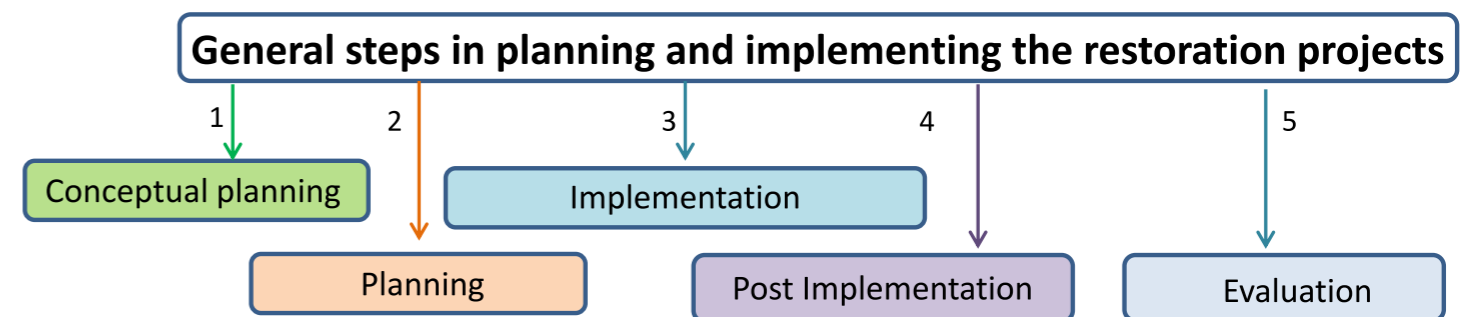 General steps in planning and implementing the restoration projects
1
2
3
4
5
Conceptual planning
Implementation
Planning
Post Implementation
Evaluation